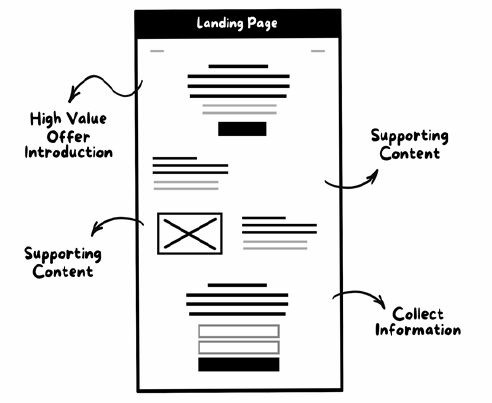 Landing Page
High Value
Offer
Introduction
Supporting
Content
Supporting
Content
Collect
Information